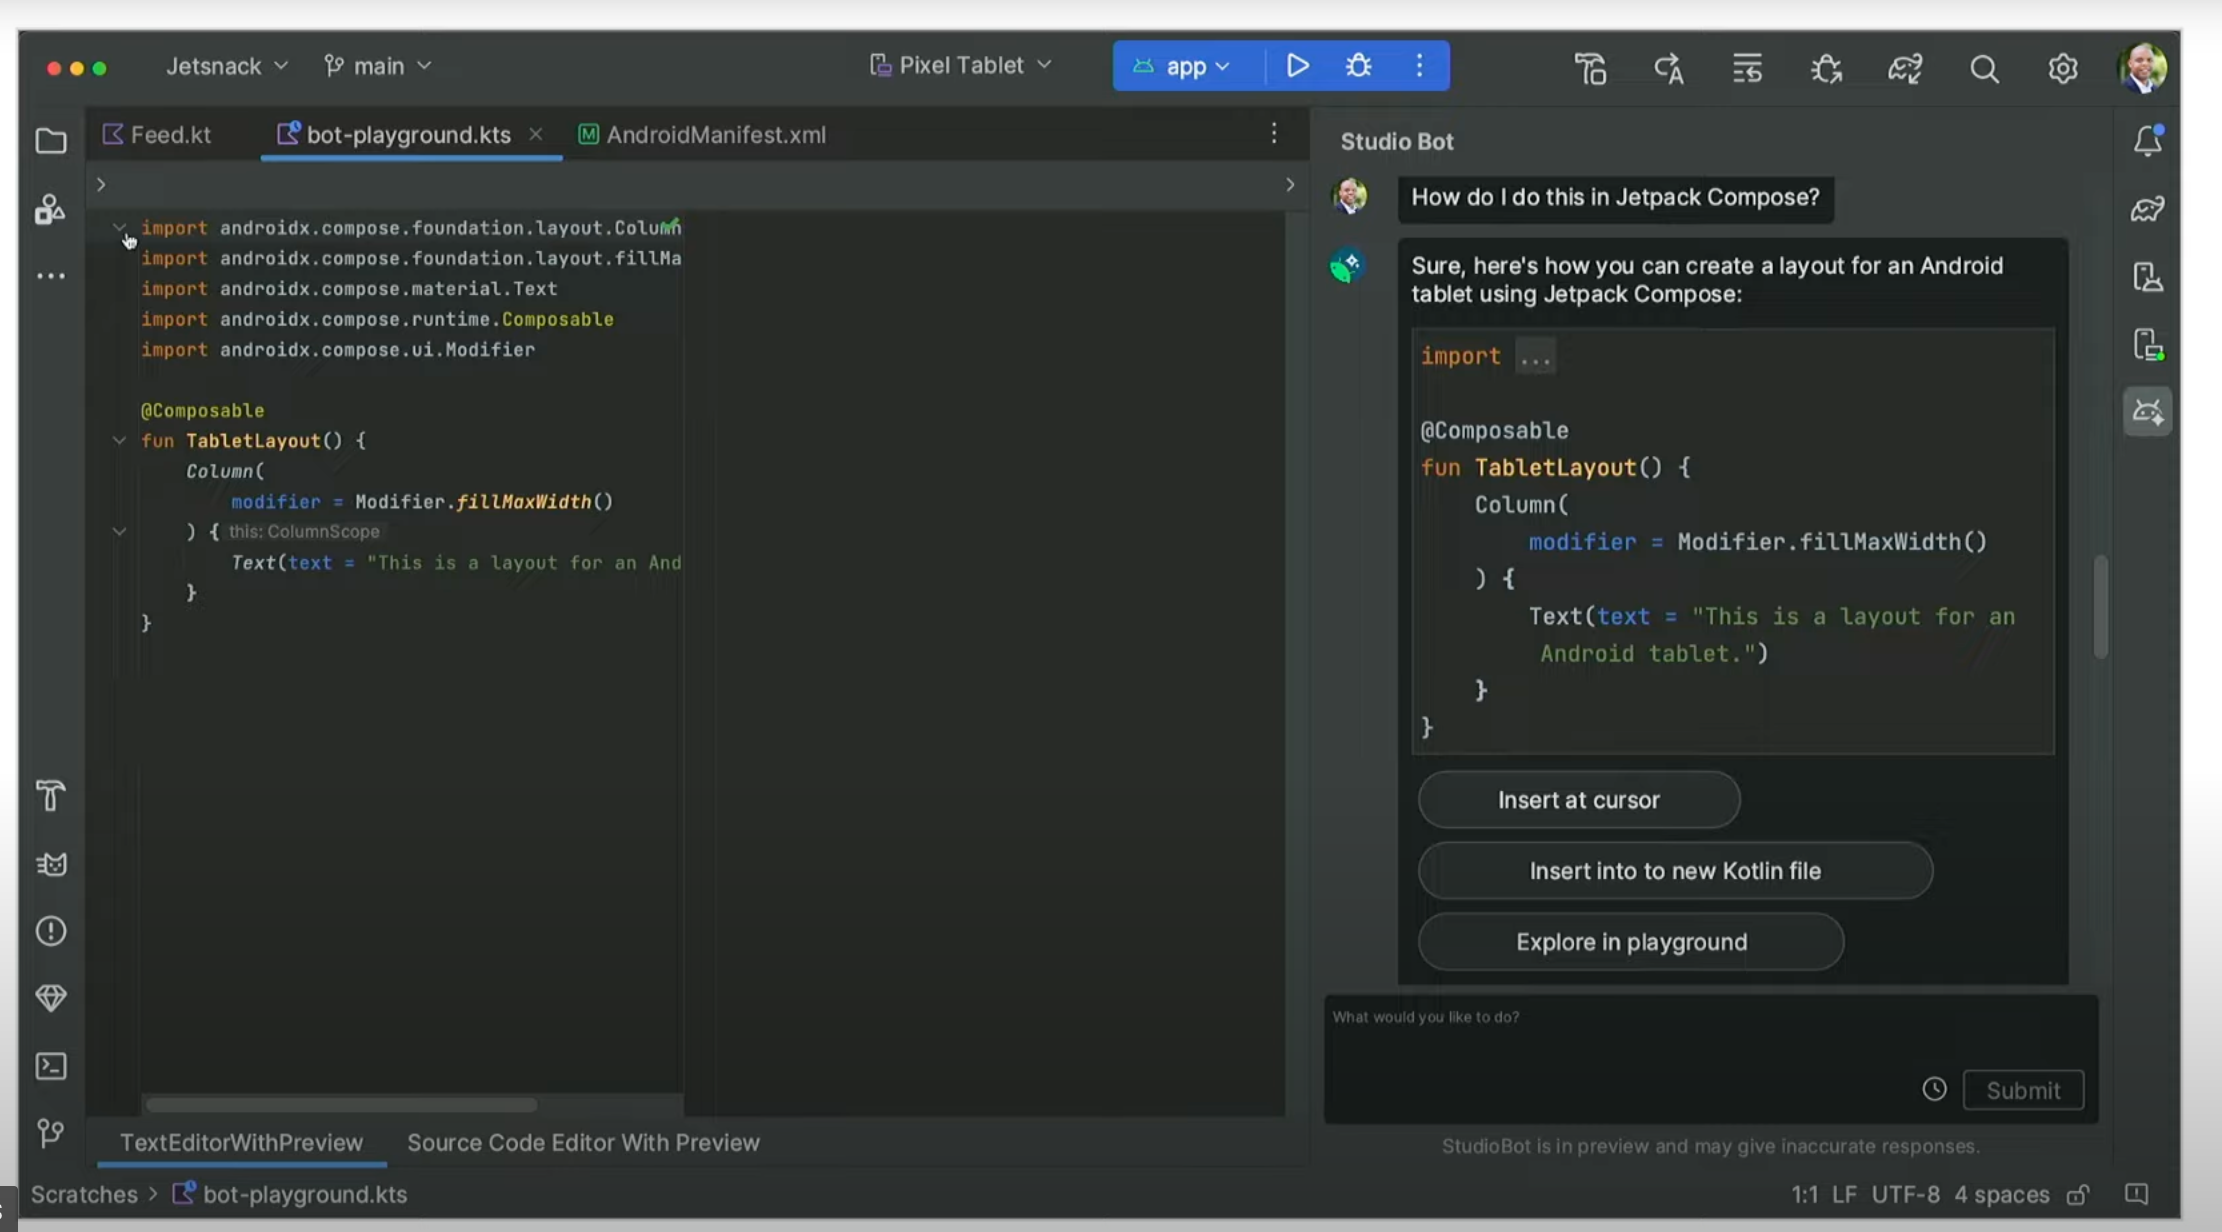 Jetsnack
main
Pixel Tablet
app
Feed.kt
bot-playground.kts
AndroidManifest.xml
import androidx.compose.foundation.layout.Column
import androidx.compose.foundation.layout.fillMa
import androidx.compose.material.Text
import androidx.compose.runtime.Composable
import androidx.compose.ui.Modifier
@Composable
fun TabletLayout() {
Column(
modifier = Modifier.fillMaxWidth()
) { this: ColumnScope
Text(text = "This is a layout for an And
}
}
TextEditorWithPreview
Source Code Editor With Preview
Studio Bot
How do I do this in Jetpack Compose?
Sure, here's how you can create a layout for an Android
tablet using Jetpack Compose:
import ...
@Composable
fun TabletLayout() {
Column(
modifier = Modifier.fillMaxWidth()
) {
Text(text = "This is a layout for an
Android tablet.")
}
}
Insert at cursor
Insert into to new Kotlin file
Explore in playground
What would you like to do?
Submit
StudioBot is in preview and may give inaccurate responses.
Scratches > bot-playground.kts
1:1 LF UTF-8 4 spaces